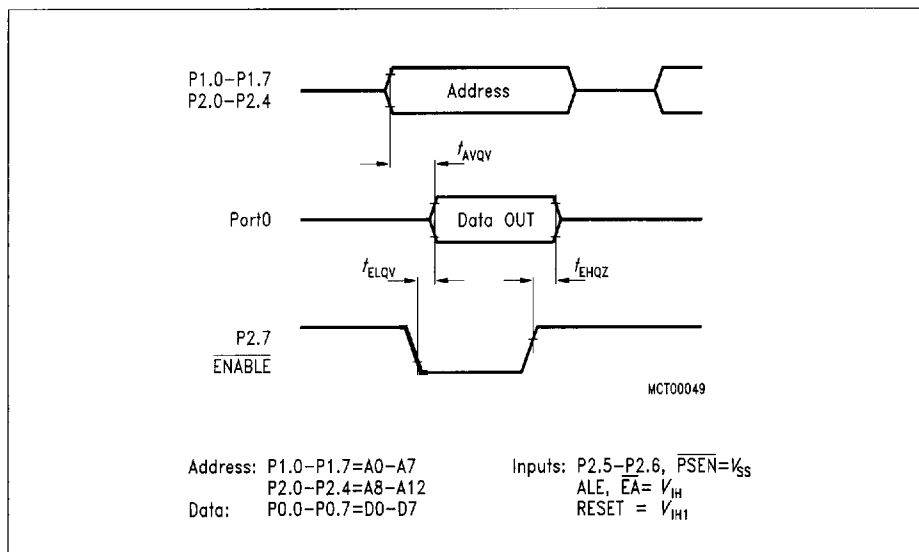 P1.0-P1.7
P2.0-P2.4
Address
tAVQV
Port0
Data OUT
tELQV
tEHQZ
P2.7
ENABLE
MCT00049
Address: P1.0-P1.7=A0-A7
P2.0-P2.4=A8-A12
Data: P0.0-P0.7=D0-D7
Inputs: P2.5-P2.6, PSEN=VSS
ALE, EA= VIH
RESET = VIH1